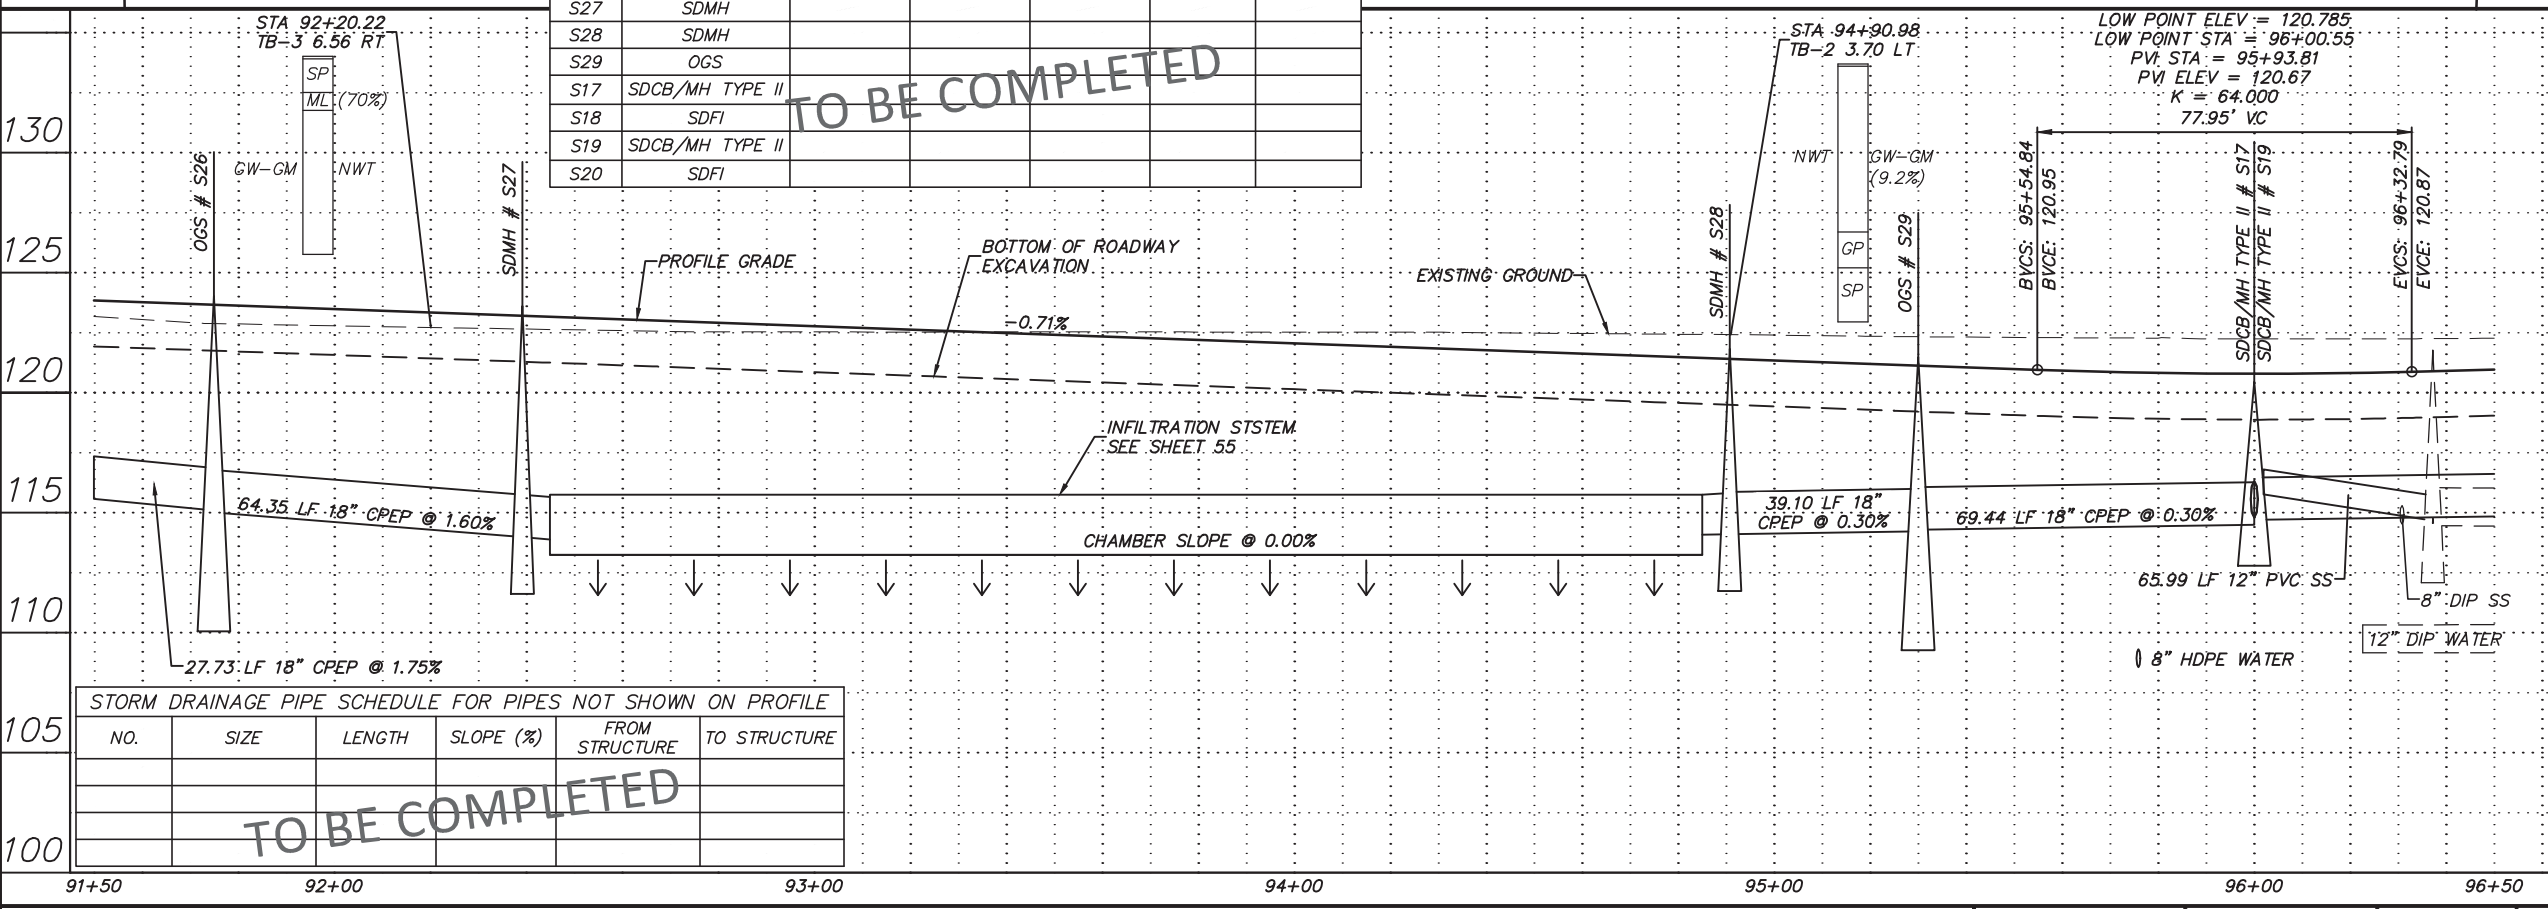 S27 SDMH
S28 SDMH
S29 OGS
S17 SDCB/MH TYPE II
S18 SDFI
S19 SDCB/MH TYPE II
S20 SDFI
TO BE COMPLETED
STA 92+20.22
TB-3 6.56 RT
SP
ML (70%)
GW-GM NWT
STA 94+90.98
TB-2 3.70 LT
NWT GW-GM
(9.2%)
GP
SP
LOW POINT ELEV = 120.785
LOW POINT STA = 96+00.55
PVI STA = 95+93.81
PVI ELEV = 120.67
K = 64.000
77.95' VC
130
125
120
115
110
105
100
OGS # S26
SDMH # S27
SDMH # S28
OGS # S29
BVCS: 95+54.84
BVCE: 120.95
SDCB/MH TYPE II # S17
SDCB/MH TYPE II # S19
EVCS: 96+32.79
EVCE: 120.87
PROFILE GRADE
BOTTOM OF ROADWAY
EXCAVATION
EXISTING GROUND
-0.71%
INFILTRATION STSTEM
SEE SHEET 55
64.35 LF 18" CPEP @ 1.60%
CHAMBER SLOPE @ 0.00%
39.10 LF 18"
CPEP @ 0.30%
69.44 LF 18" CPEP @ 0.30%
65.99 LF 12" PVC SS
8" DIP SS
12" DIP WATER
8" HDPE WATER
27.73 LF 18" CPEP @ 1.75%
STORM DRAINAGE PIPE SCHEDULE FOR PIPES NOT SHOWN ON PROFILE
NO. SIZE LENGTH SLOPE (%) FROM STRUCTURE TO STRUCTURE
TO BE COMPLETED
91+50 92+00 93+00 94+00 95+00 96+00 96+50